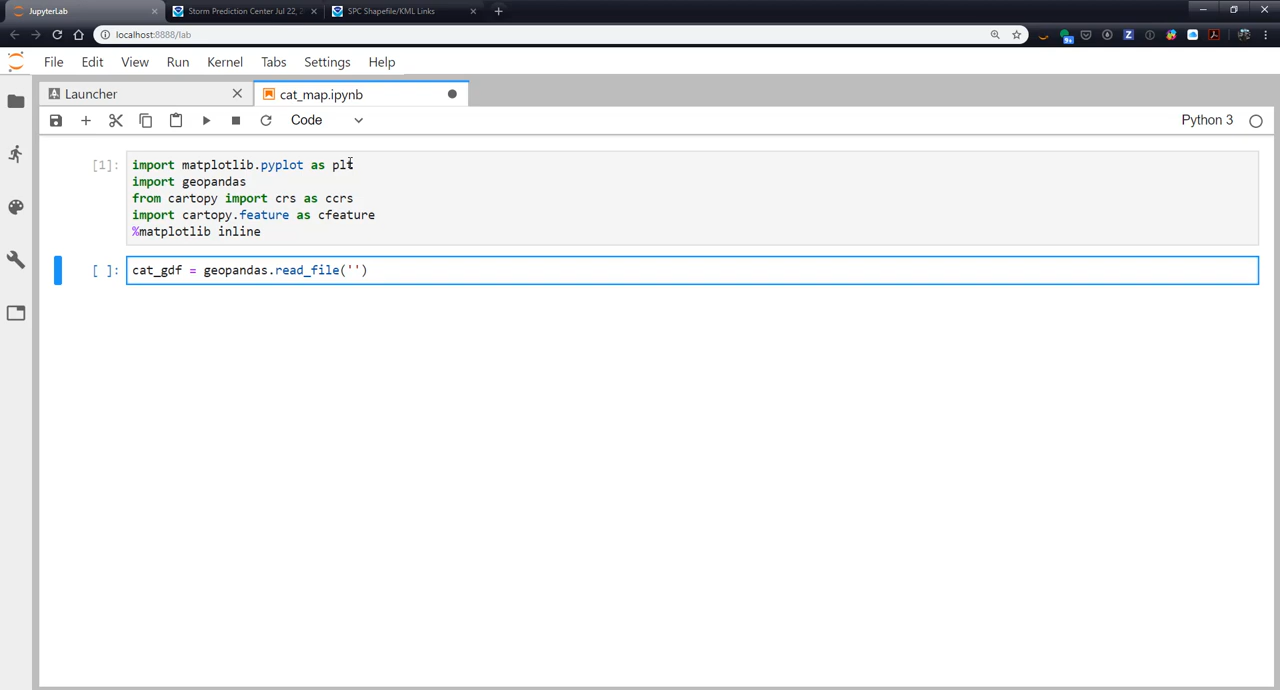 JupyterLab
Storm Prediction Center Jul 22, 2
SPC Shapefile/KML Links
localhost:8888/lab
9+
Z
File Edit View Run Kernel Tabs Settings Help
Launcher
cat_map.ipynb
Code
Python 3
[1]: import matplotlib.pyplot as plt
import geopandas
from cartopy import crs as ccrs
import cartopy.feature as cfeature
%matplotlib inline
[ ]: cat_gdf = geopandas.read_file('')